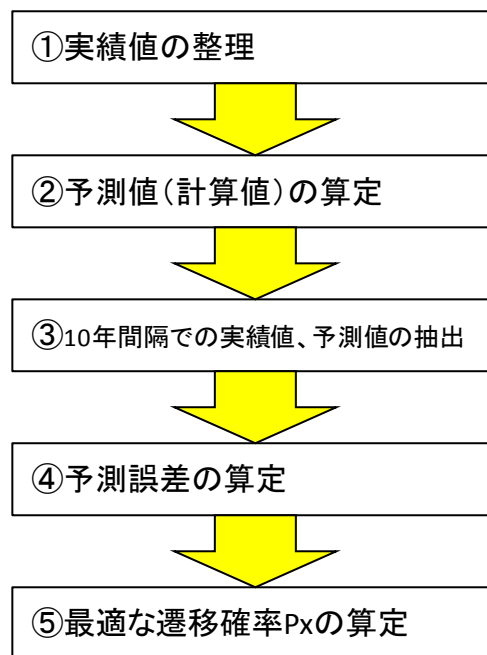 ①実績値の整理
②予測値(計算値)の算定
③10年間隔での実績値、予測値の抽出
④予測誤差の算定
⑤最適な遷移確率Pxの算定